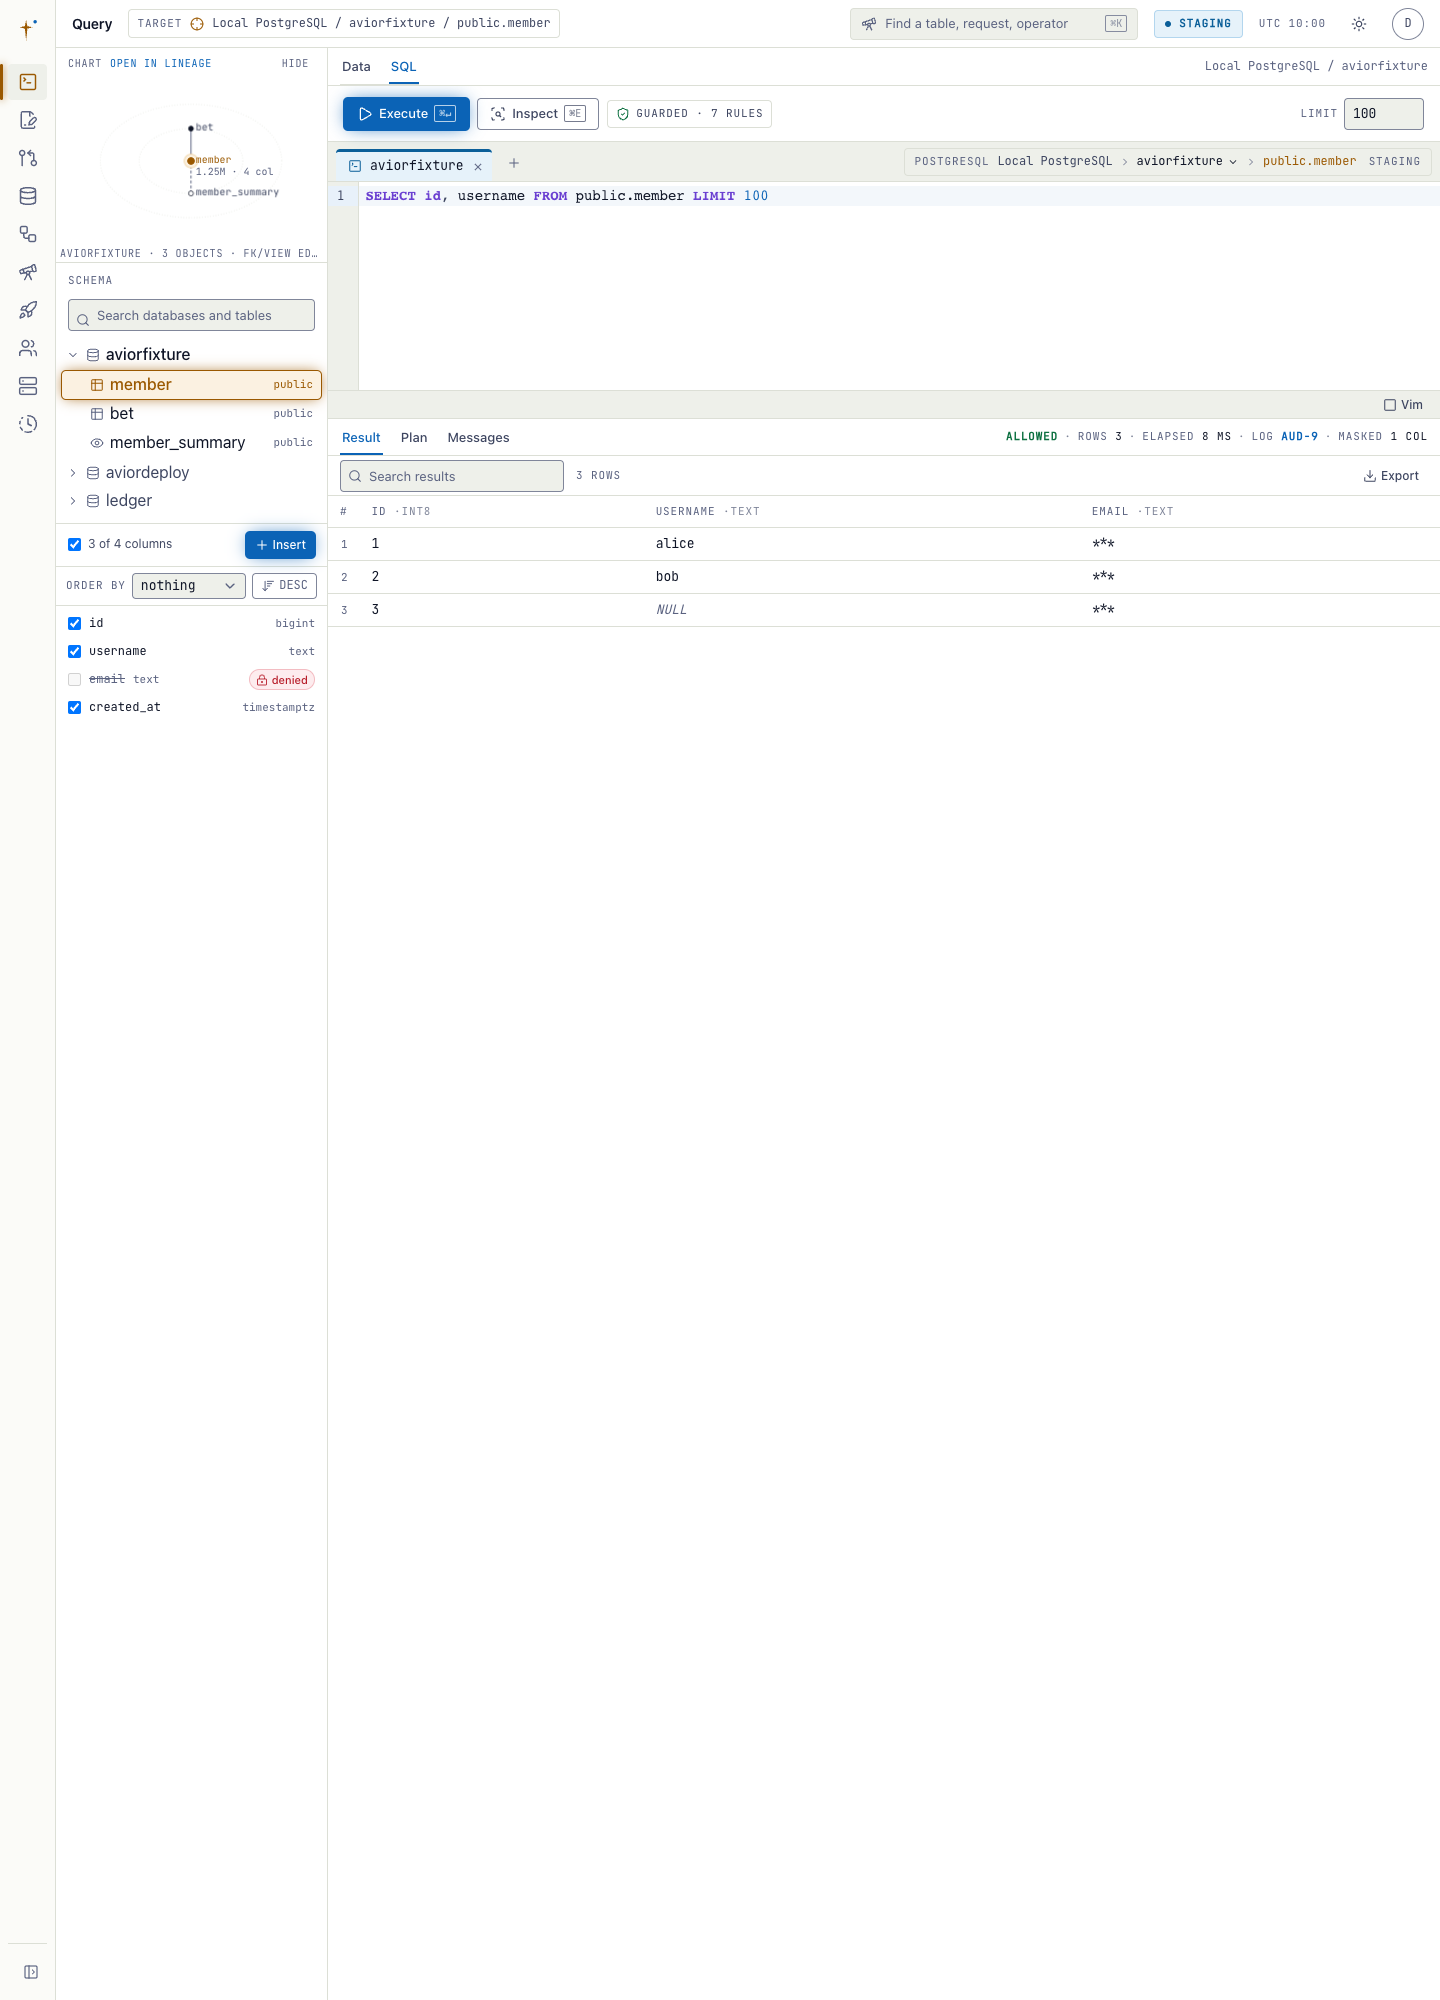 Query
TARGET Local PostgreSQL / aviorfixture / public.member
Find a table, request, operator ⌘K
STAGING
UTC 10:00
D
CHART OPEN IN LINEAGE HIDE
bet
member
1.25M · 4 col
member_summary
AVIORFIXTURE · 3 OBJECTS · FK/VIEW ED…
SCHEMA
Search databases and tables
aviorfixture
member public
bet public
member_summary public
aviordeploy
ledger
3 of 4 columns
Insert
ORDER BY nothing DESC
id bigint
username text
email text denied
created_at timestamptz
Data SQL
Local PostgreSQL / aviorfixture
Execute ⌘↵
Inspect ⌘E
GUARDED · 7 RULES
LIMIT 100
aviorfixture × +
POSTGRESQL Local PostgreSQL › aviorfixture › public.member STAGING
1 SELECT id, username FROM public.member LIMIT 100
Vim
Result Plan Messages
ALLOWED · ROWS 3 · ELAPSED 8 MS · LOG AUD-9 · MASKED 1 COL
Search results
3 ROWS
Export
# ID ·INT8 USERNAME ·TEXT EMAIL ·TEXT
1 1 alice ***
2 2 bob ***
3 3 NULL ***